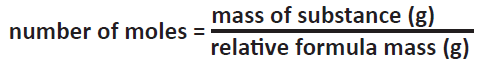 mass of substance (g)
number of moles =
relative formula mass (g)